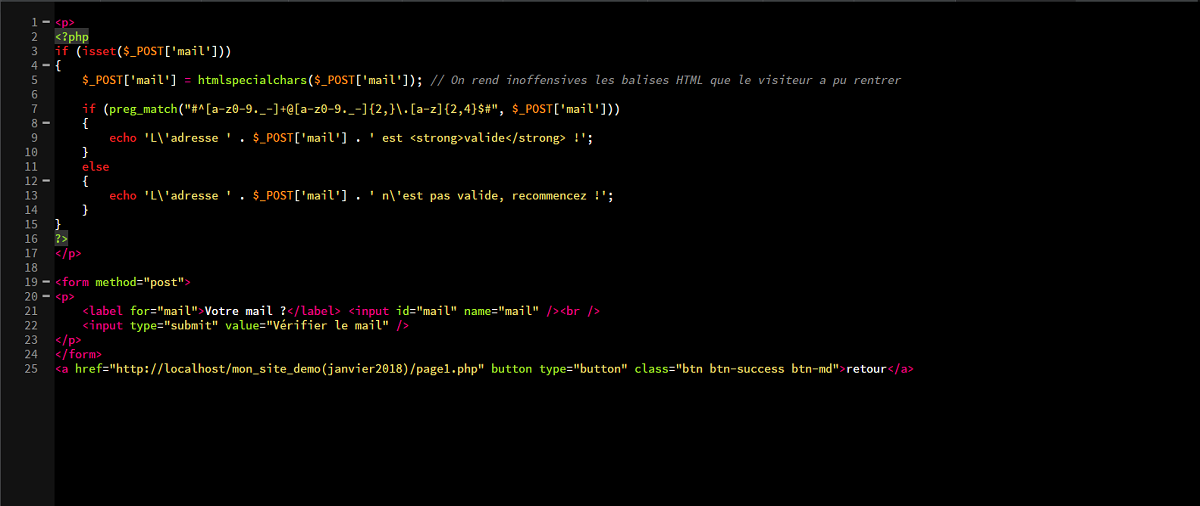 1 <p>
2 <?php
3 if (isset($_POST['mail']))
4 {
5     $_POST['mail'] = htmlspecialchars($_POST['mail']); // On rend inoffensives les balises HTML que le visiteur a pu rentrer
6
7     if (preg_match("#^[a-z0-9._-]+@[a-z0-9._-]{2,}\.[a-z]{2,4}$#", $_POST['mail']))
8     {
9         echo 'L\'adresse ' . $_POST['mail'] . ' est <strong>valide</strong> !';
10     }
11     else
12     {
13         echo 'L\'adresse ' . $_POST['mail'] . ' n\'est pas valide, recommencez !';
14     }
15 }
16 ?>
17 </p>
18
19 <form method="post">
20 <p>
21     <label for="mail">Votre mail ?</label> <input id="mail" name="mail" /><br />
22     <input type="submit" value="Vérifier le mail" />
23 </p>
24 </form>
25 <a href="http://localhost/mon_site_demo(janvier2018)/page1.php" button type="button" class="btn btn-success btn-md">retour</a>